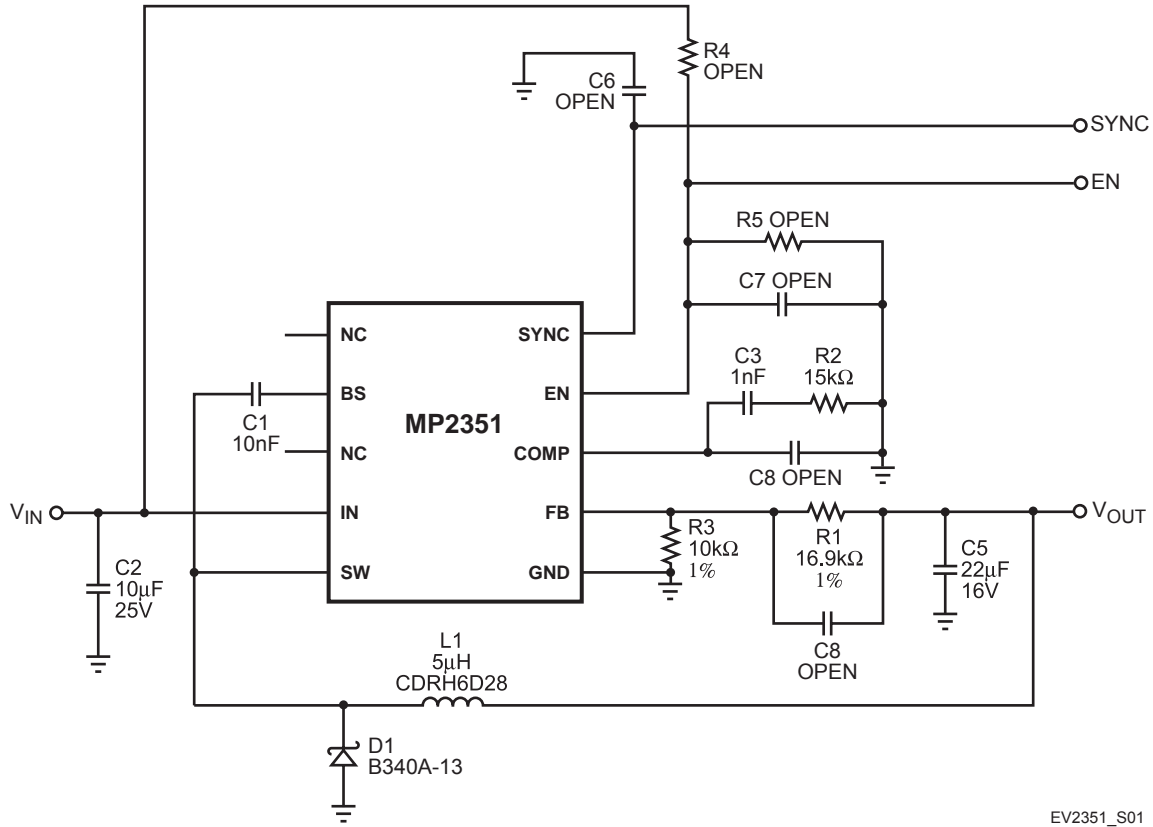 R4
OPEN
C6
OPEN
SYNC
EN
R5 OPEN
C7 OPEN
C3
1nF
R2
15kΩ
C8 OPEN
NC
BS
NC
IN
SW
MP2351
SYNC
EN
COMP
FB
GND
C1
10nF
VIN
C2
10μF
25V
R3
10kΩ
1%
R1
16.9kΩ
1%
C8
OPEN
C5
22μF
16V
VOUT
L1
5μH
CDRH6D28
D1
B340A-13
EV2351_S01